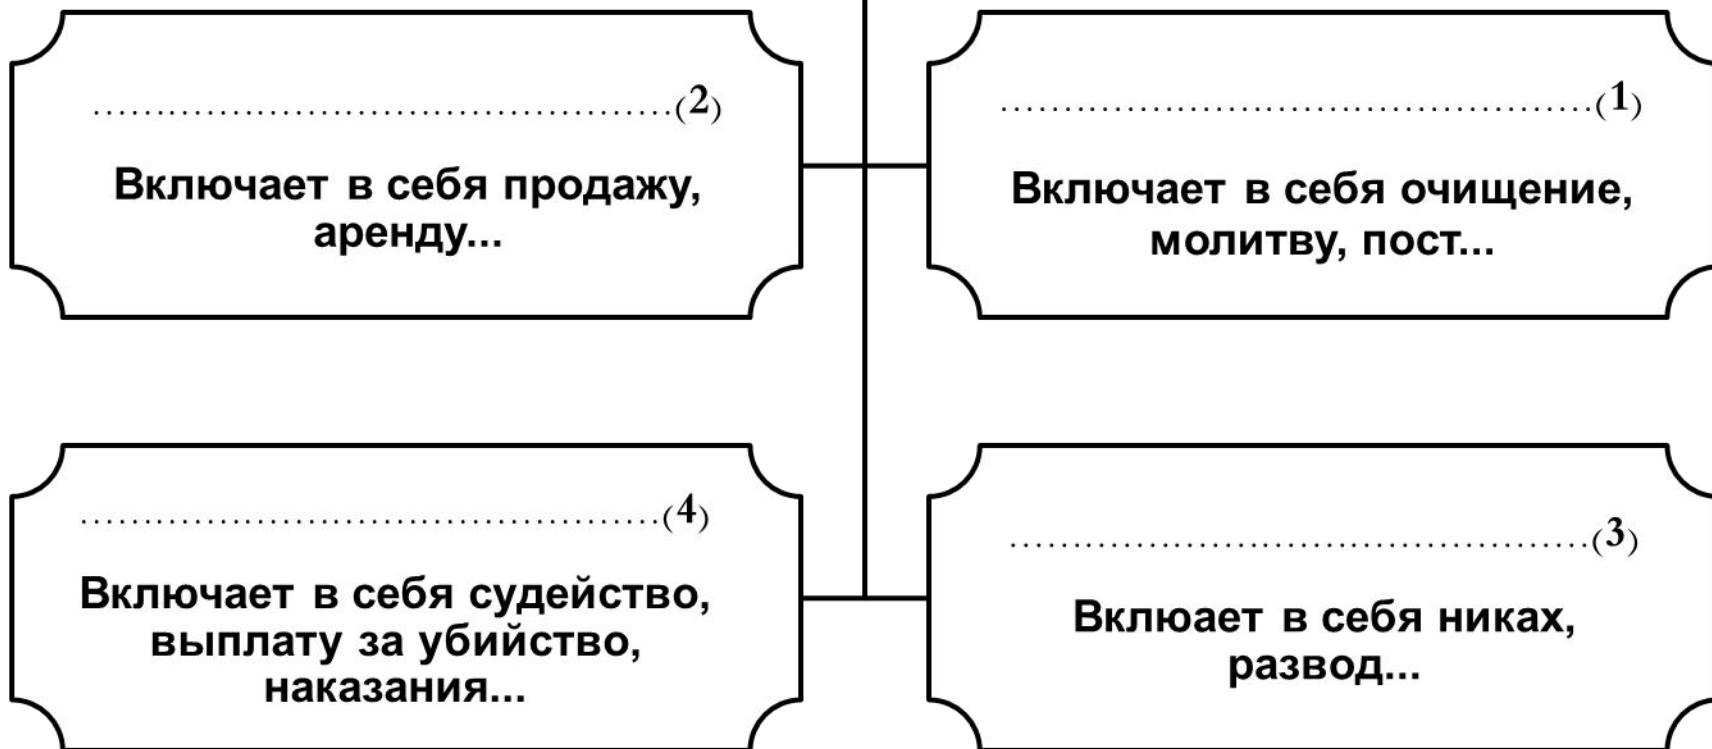 ..............................................(2)
Включает в себя продажу,
аренду...
...............................................(1)
Включает в себя очищение,
молитву, пост...
..............................................(4)
Включает в себя судейство,
выплату за убийство,
наказания...
..............................................(3)
Вклюает в себя никах,
развод...